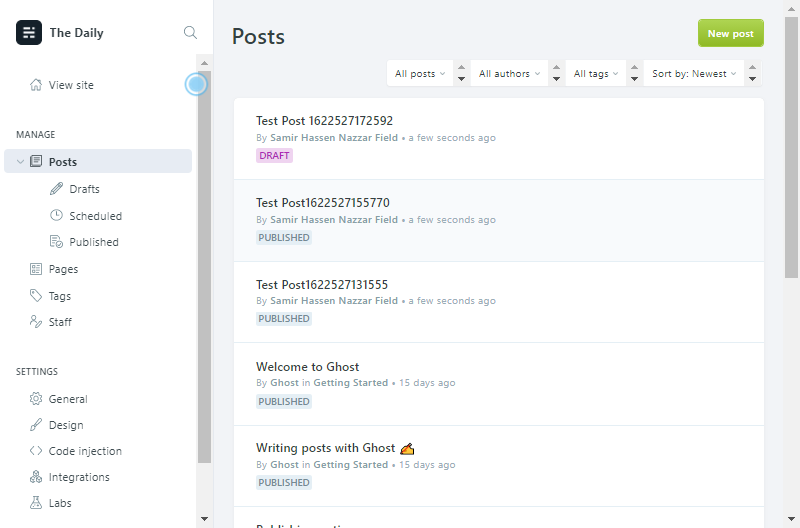 The Daily
View site
MANAGE
Posts
Drafts
Scheduled
Published
Pages
Tags
Staff
SETTINGS
General
Design
Code injection
Integrations
Labs
Posts
New post
All posts
All authors
All tags
Sort by: Newest
Test Post 1622527172592
By Samir Hassen Nazzar Field • a few seconds ago
DRAFT
Test Post1622527155770
By Samir Hassen Nazzar Field • a few seconds ago
PUBLISHED
Test Post1622527131555
By Samir Hassen Nazzar Field • a few seconds ago
PUBLISHED
Welcome to Ghost
By Ghost in Getting Started • 15 days ago
PUBLISHED
Writing posts with Ghost ✍️
By Ghost in Getting Started • 15 days ago
PUBLISHED